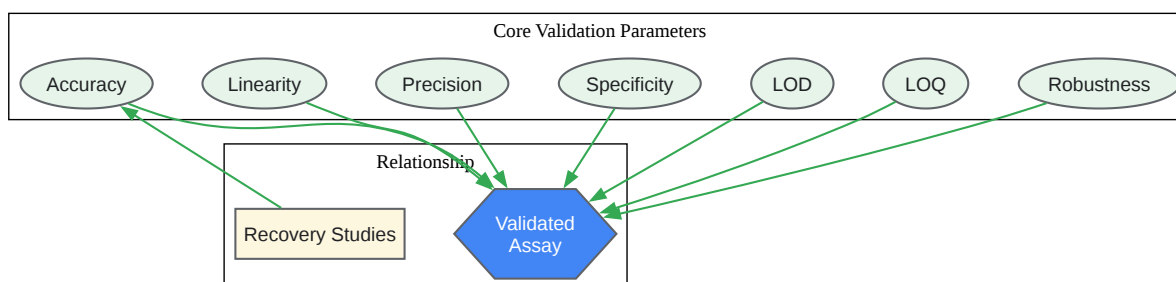 Core Validation Parameters
Accuracy
Linearity
Precision
Specificity
LOD
LOQ
Robustness
Relationship
Recovery Studies
Validated
Assay